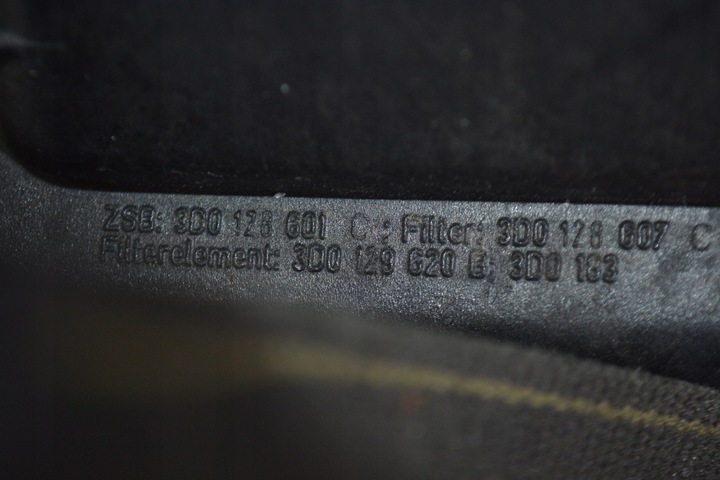 ZSB: 3D0 128 601 C; Filter: 3D0 128 607 C
Filterelement: 3D0 129 620 B; 3D0 183